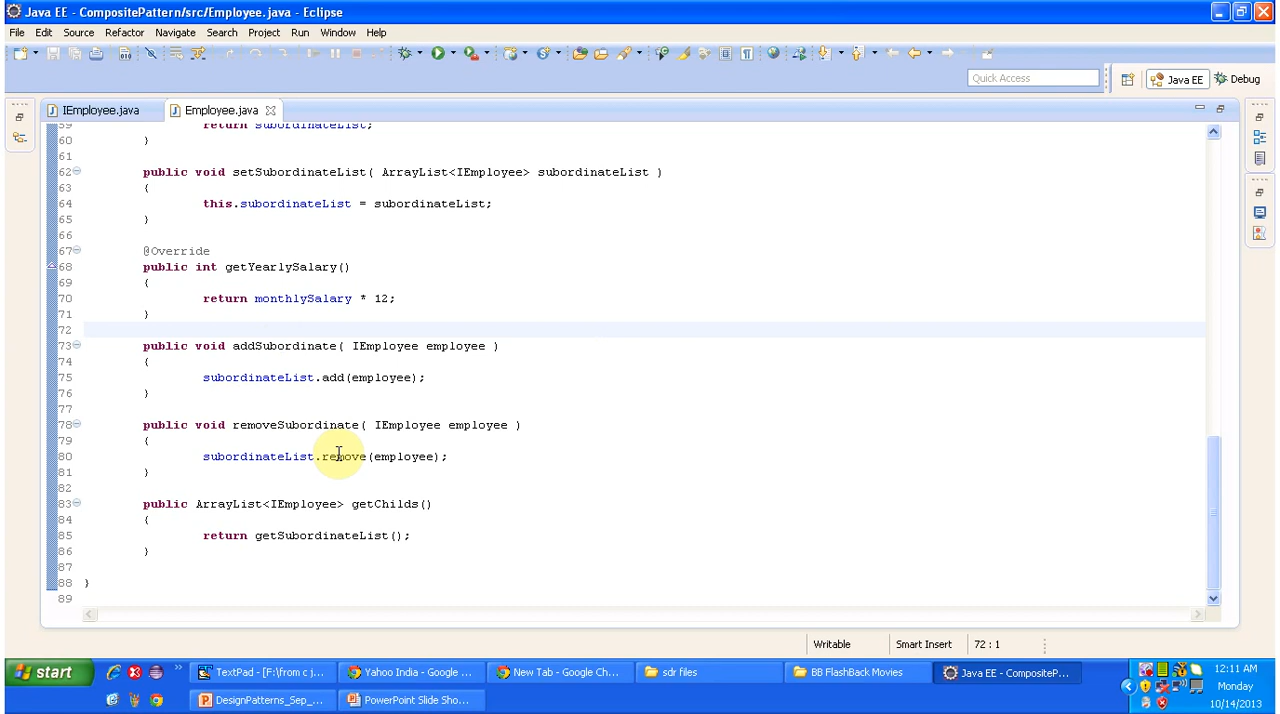 Java EE - CompositePattern/src/Employee.java - Eclipse
File Edit Source Refactor Navigate Search Project Run Window Help
Quick Access
Java EE
Debug
IEmployee.java
Employee.java
59 return subordinateList;
60 }
61
62 public void setSubordinateList( ArrayList<IEmployee> subordinateList )
63 {
64 this.subordinateList = subordinateList;
65 }
66
67 @Override
68 public int getYearlySalary()
69 {
70 return monthlySalary * 12;
71 }
72
73 public void addSubordinate( IEmployee employee )
74 {
75 subordinateList.add(employee);
76 }
77
78 public void removeSubordinate( IEmployee employee )
79 {
80 subordinateList.remove(employee);
81 }
82
83 public ArrayList<IEmployee> getChilds()
84 {
85 return getSubordinateList();
86 }
87
88 }
89
Writable Smart Insert 72 : 1
start
TextPad - [F:\from c j...
Yahoo India - Google ...
New Tab - Google Ch...
sdr files
BB FlashBack Movies
Java EE - CompositeP...
DesignPatterns_Sep_...
PowerPoint Slide Sho...
12:11 AM
Monday
10/14/2013